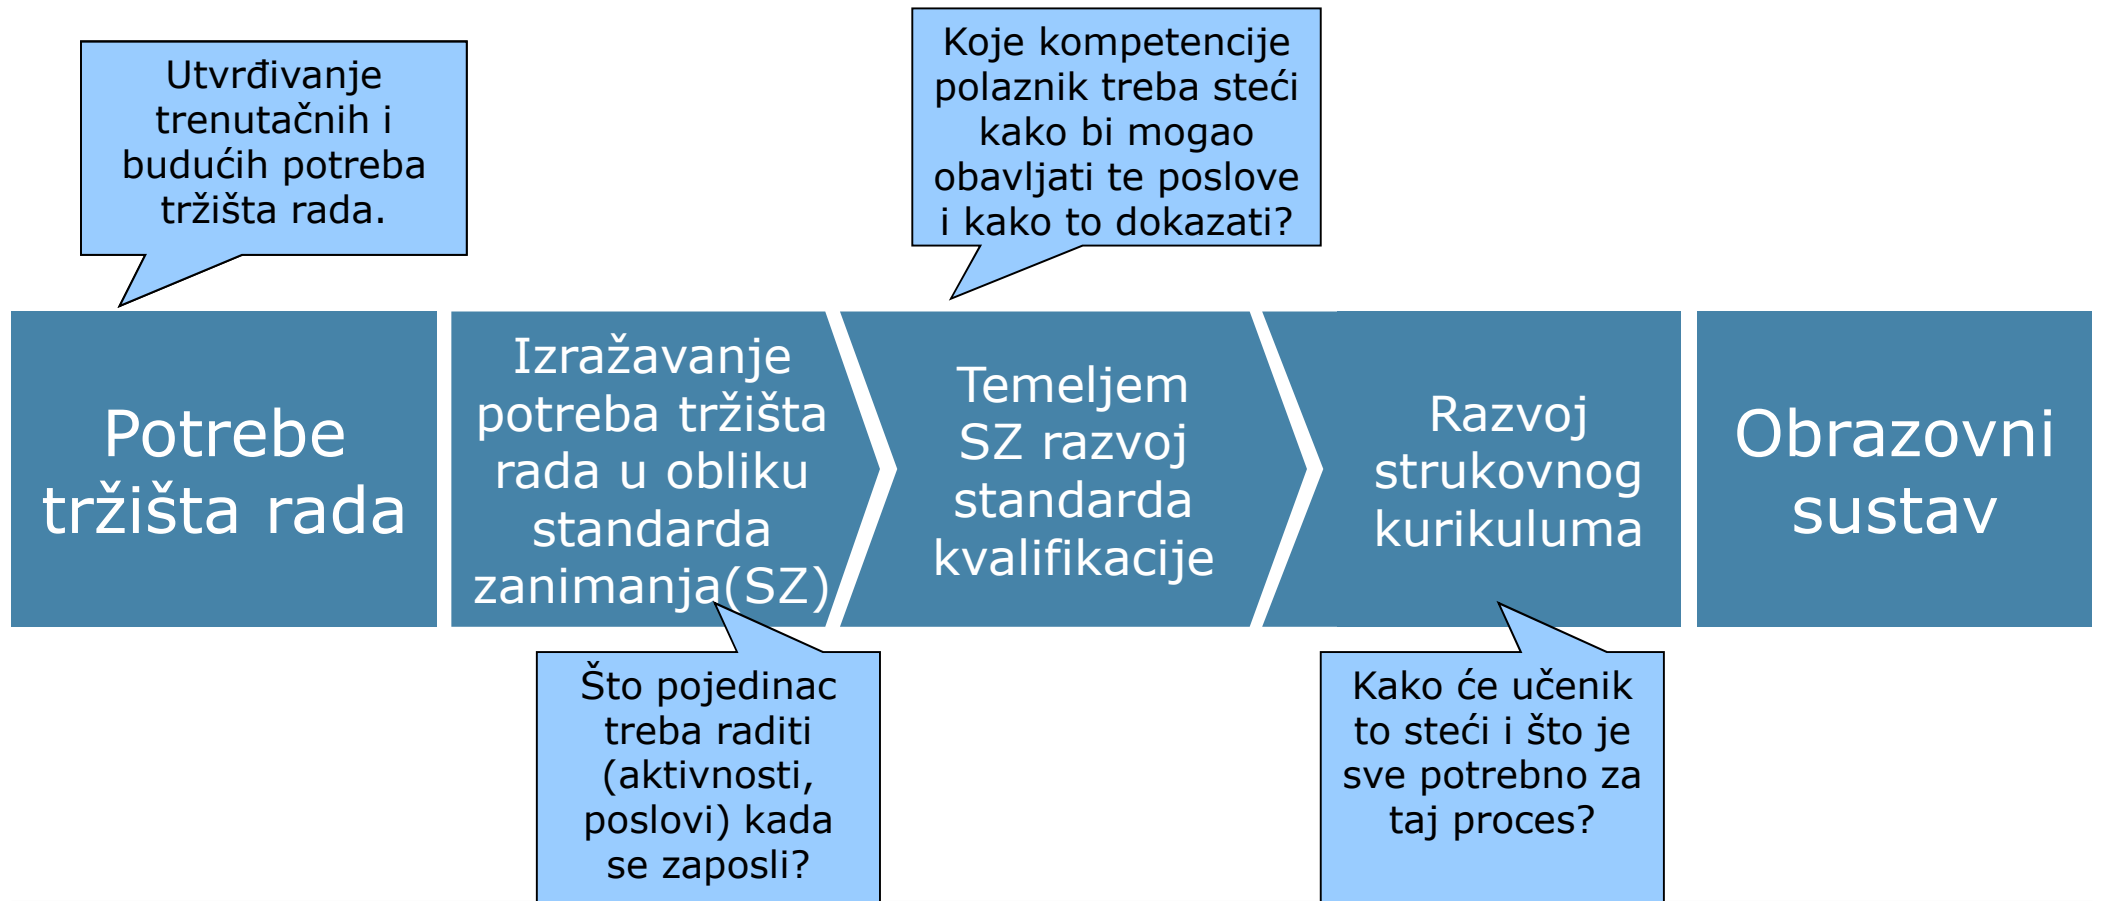 Utvrđivanje
trenutačnih i
budućih potreba
tržišta rada.
Koje kompetencije
polaznik treba steći
kako bi mogao
obavljati te poslove
i kako to dokazati?
Potrebe
tržišta rada
Izražavanje
potreba tržišta
rada u obliku
standarda
zanimanja(SZ)
Temeljem
SZ razvoj
standarda
kvalifikacije
Razvoj
strukovnog
kurikuluma
Obrazovni
sustav
Što pojedinac
treba raditi
(aktivnosti,
poslovi) kada
se zaposli?
Kako će učenik
to steći i što je
sve potrebno za
taj proces?